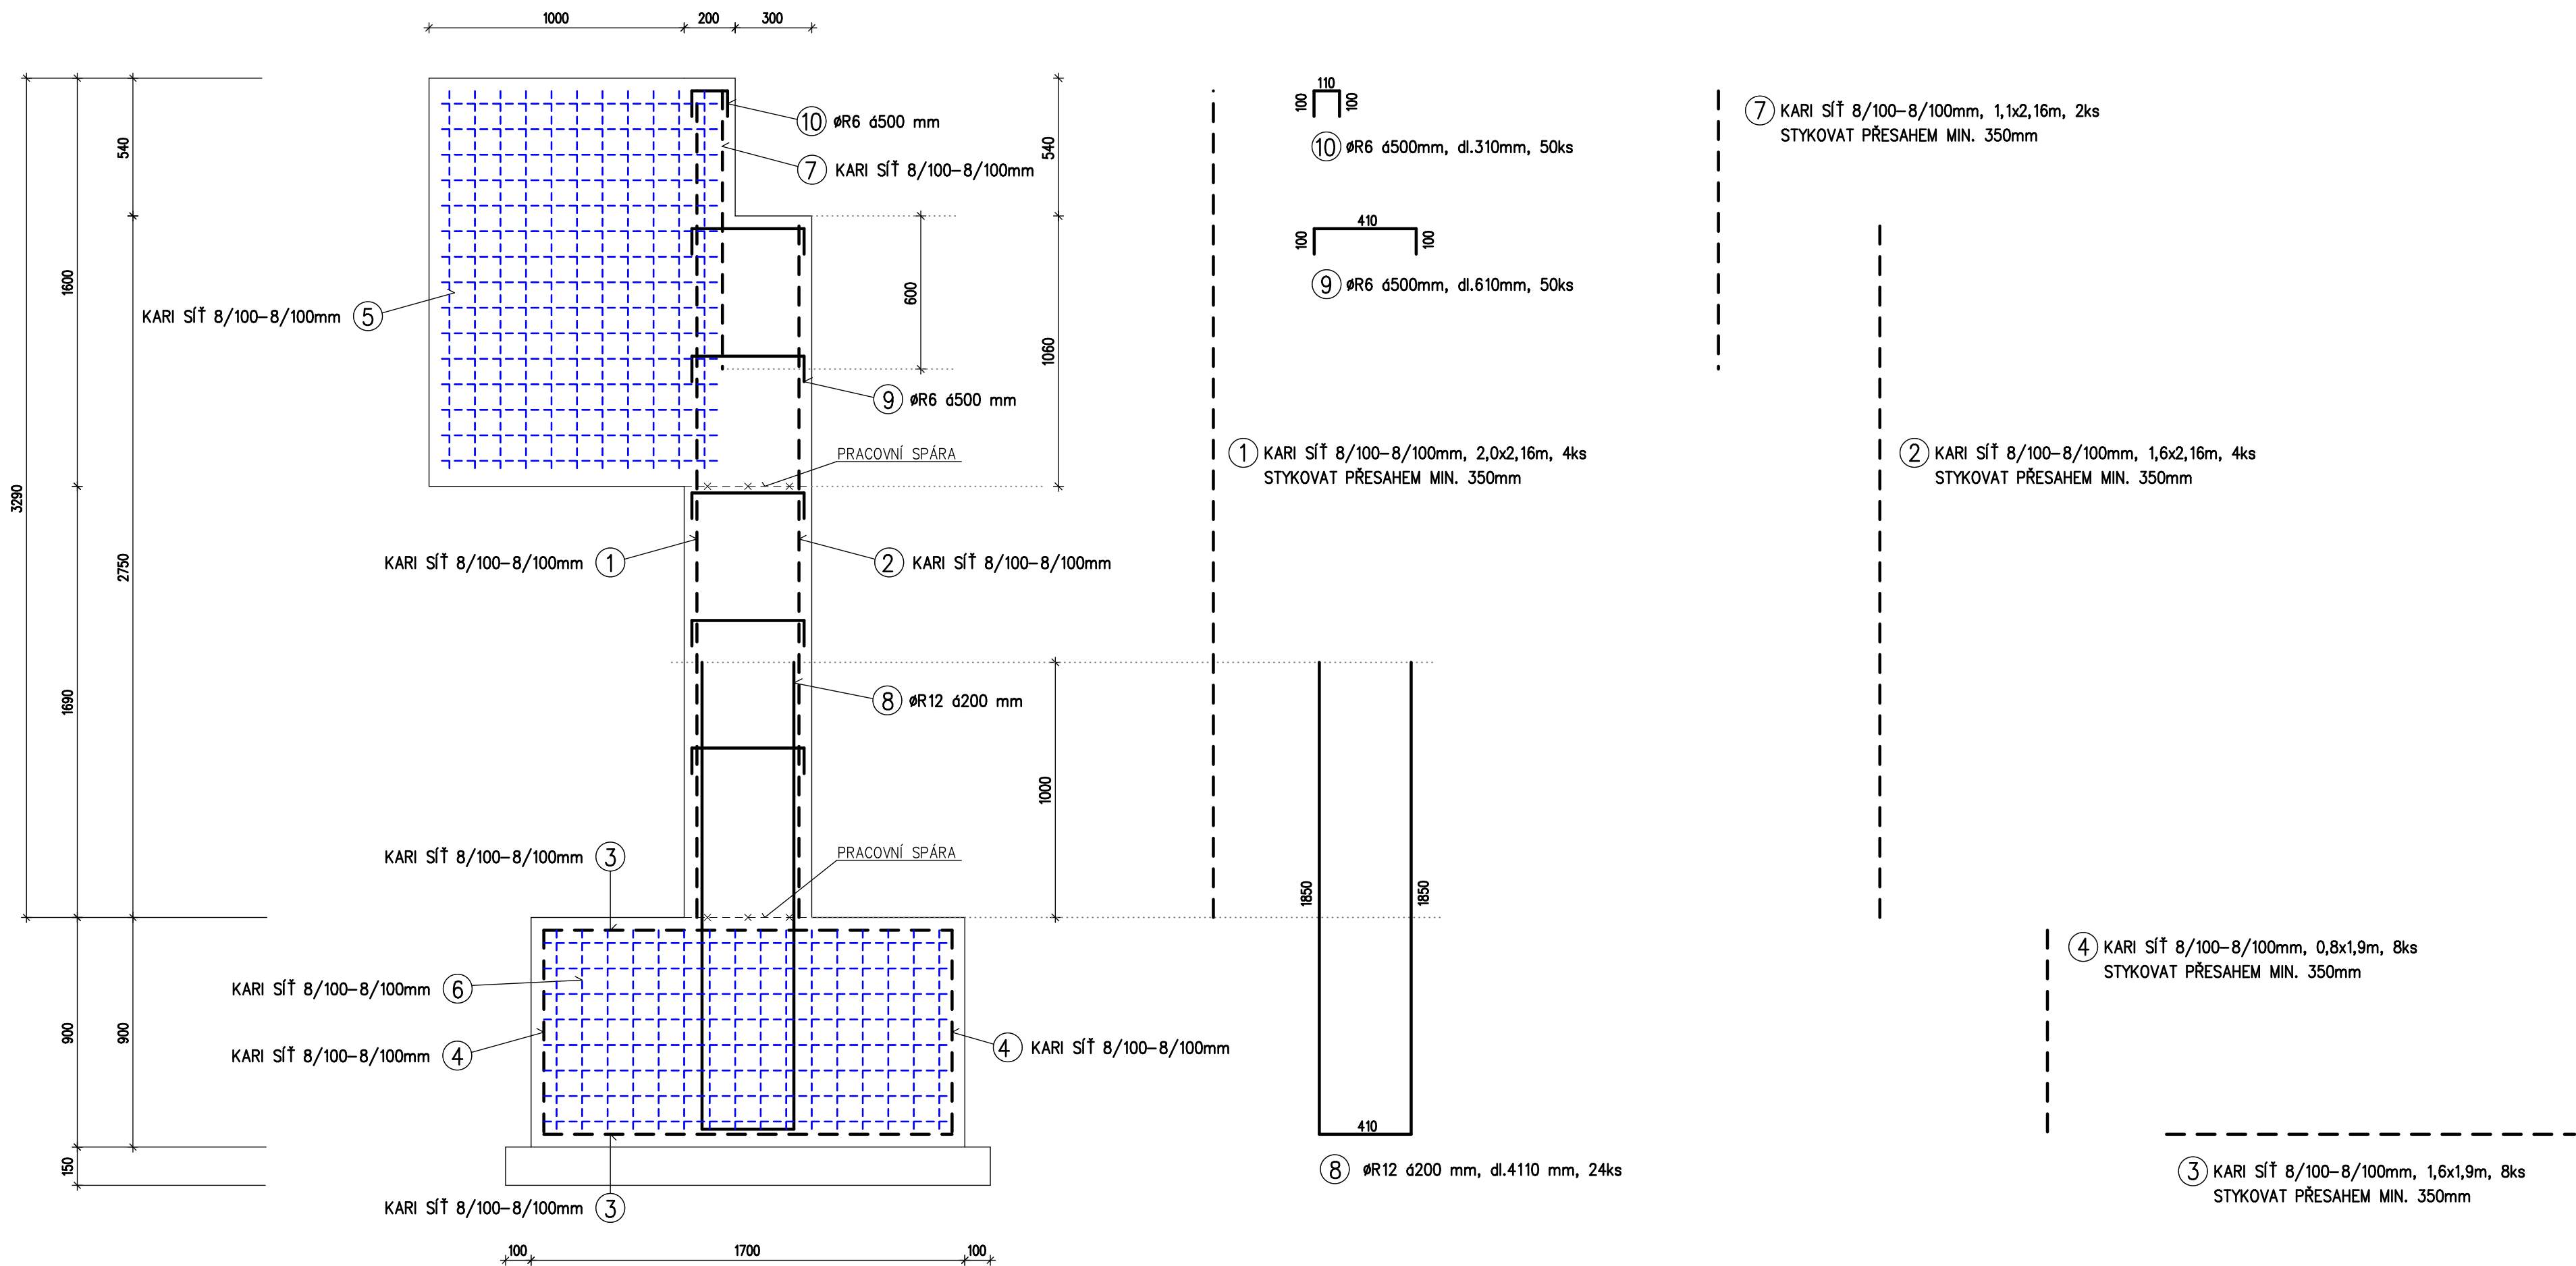 1000
200
300
3290
1600
1690
900
150
540
2750
900
540
1060
600
1000
10 øR6 á500 mm
7 KARI SÍŤ 8/100-8/100mm
KARI SÍŤ 8/100-8/100mm 5
9 øR6 á500 mm
PRACOVNÍ SPÁRA
KARI SÍŤ 8/100-8/100mm 1
2 KARI SÍŤ 8/100-8/100mm
8 øR12 á200 mm
KARI SÍŤ 8/100-8/100mm 3
PRACOVNÍ SPÁRA
KARI SÍŤ 8/100-8/100mm 6
KARI SÍŤ 8/100-8/100mm 4
4 KARI SÍŤ 8/100-8/100mm
KARI SÍŤ 8/100-8/100mm 3
100
1700
100
110
100
100
10 øR6 á500mm, dl.310mm, 50ks
410
100
100
9 øR6 á500mm, dl.610mm, 50ks
1 KARI SÍŤ 8/100-8/100mm, 2,0x2,16m, 4ks
STYKOVAT PŘESAHEM MIN. 350mm
1850
1850
410
8 øR12 á200 mm, dl.4110 mm, 24ks
7 KARI SÍŤ 8/100-8/100mm, 1,1x2,16m, 2ks
STYKOVAT PŘESAHEM MIN. 350mm
2 KARI SÍŤ 8/100-8/100mm, 1,6x2,16m, 4ks
STYKOVAT PŘESAHEM MIN. 350mm
4 KARI SÍŤ 8/100-8/100mm, 0,8x1,9m, 8ks
STYKOVAT PŘESAHEM MIN. 350mm
3 KARI SÍŤ 8/100-8/100mm, 1,6x1,9m, 8ks
STYKOVAT PŘESAHEM MIN. 350mm